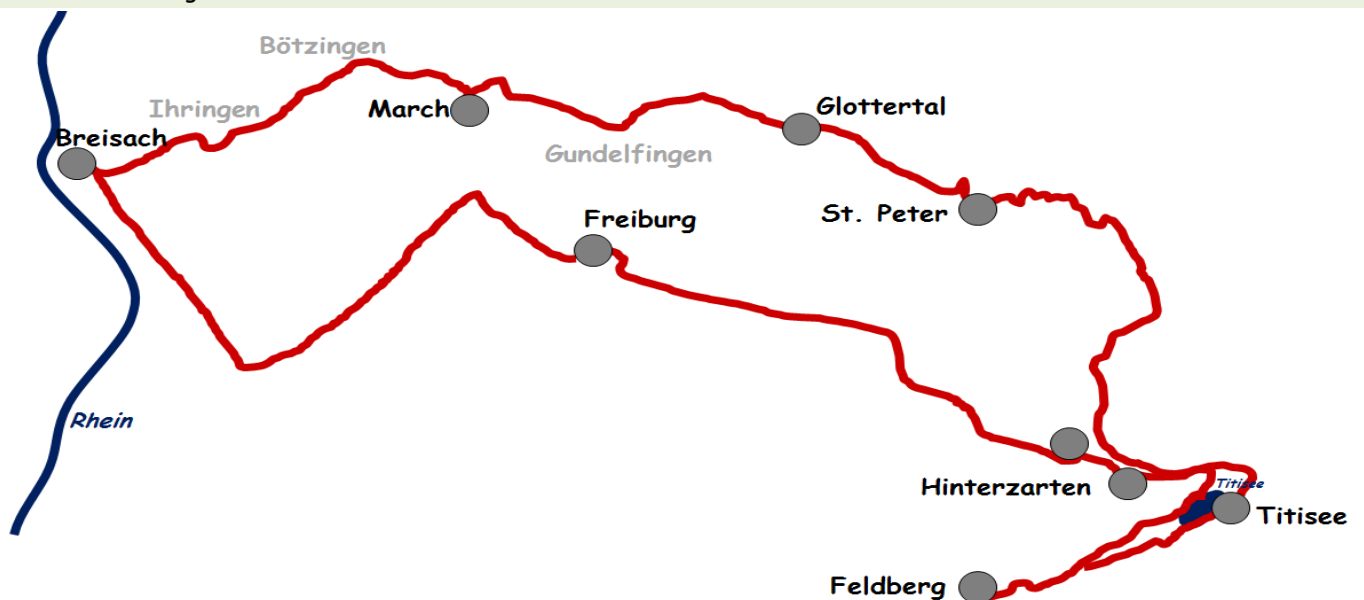 Bötzingen
Ihringen
March
Glottertal
Breisach
Gundelfingen
St. Peter
Freiburg
Rhein
Hinterzarten
Titisee
Titisee
Feldberg